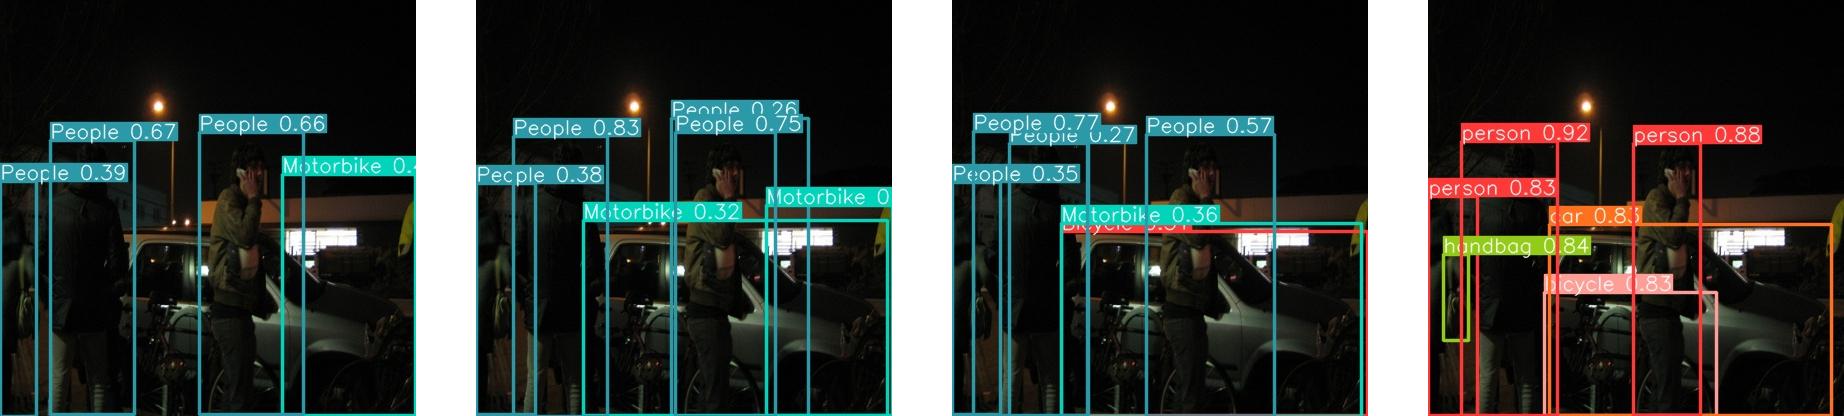 People 0.67
People 0.66
Motorbike 0.4
People 0.39
People 0.26
People 0.83
People 0.75
People 0.38
Motorbike 0
Motorbike 0.32
People 0.77
People 0.27
People 0.57
People 0.35
Motorbike 0.36
Bicycle
person 0.92
person 0.88
person 0.83
car 0.83
handbag 0.84
bicycle 0.83